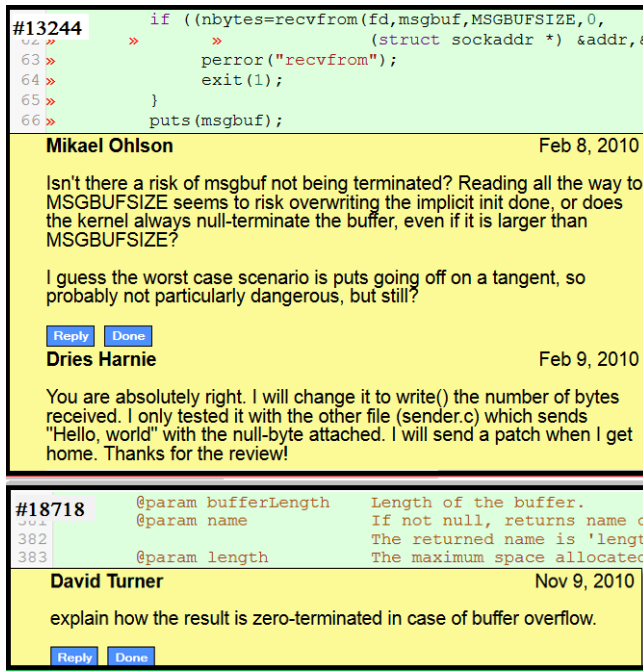 #13244 if ((nbytes=recvfrom(fd,msgbuf,MSGBUFSIZE,0,
62 » » » (struct sockaddr *) &addr,&
63 » perror("recvfrom");
64 » exit(1);
65 » }
66 » puts(msgbuf);
Mikael Ohlson Feb 8, 2010
Isn't there a risk of msgbuf not being terminated? Reading all the way to
MSGBUFSIZE seems to risk overwriting the implicit init done, or does
the kernel always null-terminate the buffer, even if it is larger than
MSGBUFSIZE?
I guess the worst case scenario is puts going off on a tangent, so
probably not particularly dangerous, but still?
Reply Done
Dries Harnie Feb 9, 2010
You are absolutely right. I will change it to write() the number of bytes
received. I only tested it with the other file (sender.c) which sends
"Hello, world" with the null-byte attached. I will send a patch when I get
home. Thanks for the review!
#18718 @param bufferLength Length of the buffer.
381 @param name If not null, returns name o
382 The returned name is 'lengt
383 @param length The maximum space allocated
David Turner Nov 9, 2010
explain how the result is zero-terminated in case of buffer overflow.
Reply Done